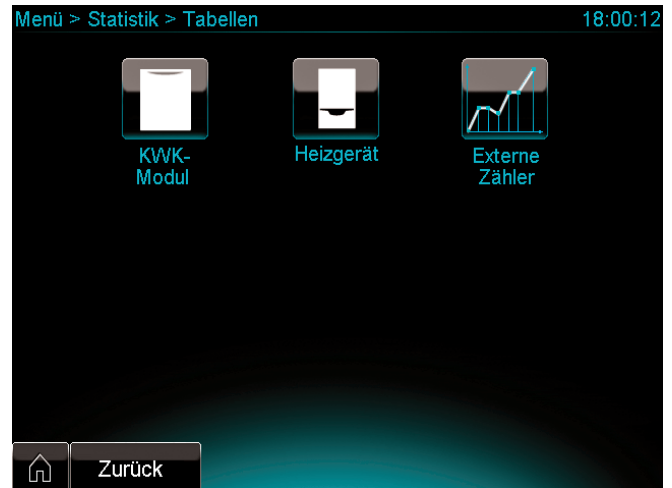 Menü > Statistik > Tabellen
18:00:12
KWK-
Modul
Heizgerät
Externe
Zähler
Zurück